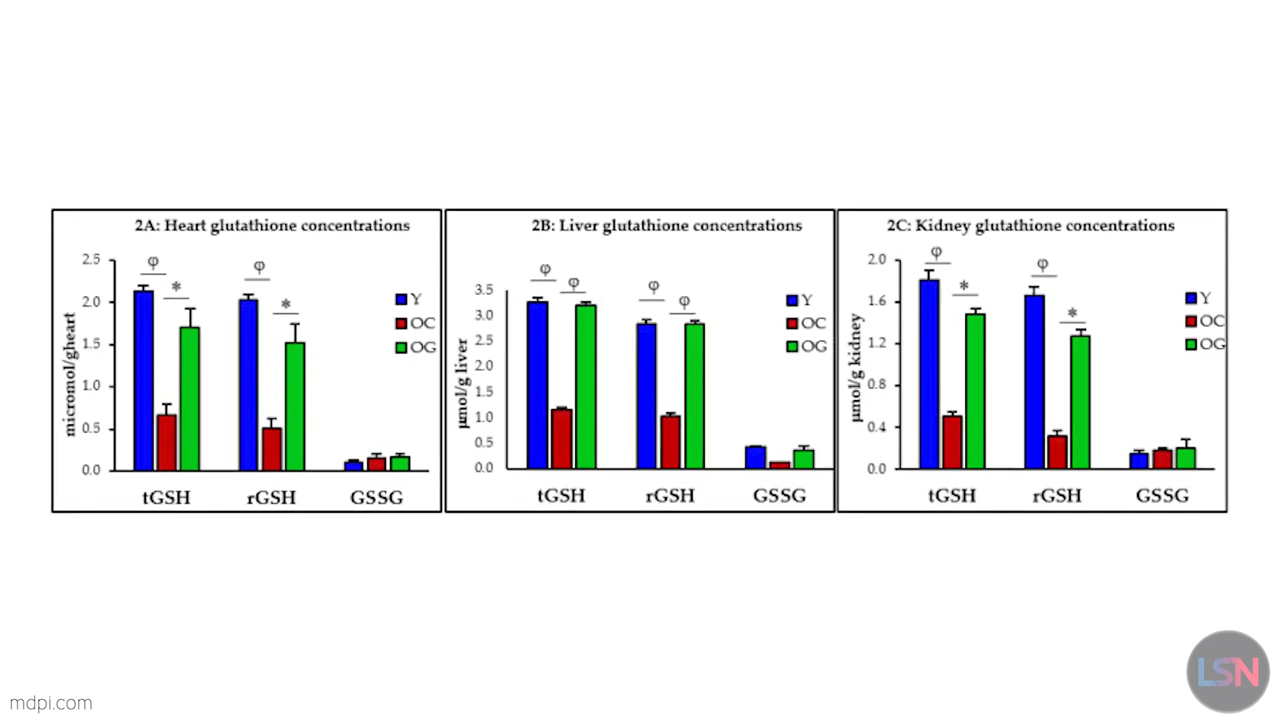 2A: Heart glutathione concentrations
φ
φ
*
*
2.5
2.0
1.5
1.0
0.5
0.0
micromol/gheart
Y
OC
OG
tGSH
rGSH
GSSG
2B: Liver glutathione concentrations
φ
φ
φ
φ
3.5
3.0
2.5
2.0
1.5
1.0
0.5
0.0
µmol/g liver
Y
OC
OG
tGSH
rGSH
GSSG
2C: Kidney glutathione concentrations
φ
φ
*
*
2.0
1.6
1.2
0.8
0.4
0.0
µmol/g kidney
Y
OC
OG
tGSH
rGSH
GSSG
mdpi.com
LSN